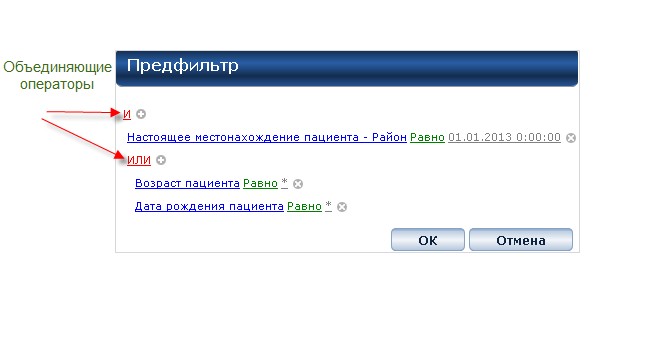 Объединяющие
операторы
Предфильтр
И
Настоящее местонахождение пациента - Район Равно 01.01.2013 0:00:00
ИЛИ
Возраст пациента Равно *
Дата рождения пациента Равно *
ОК Отмена